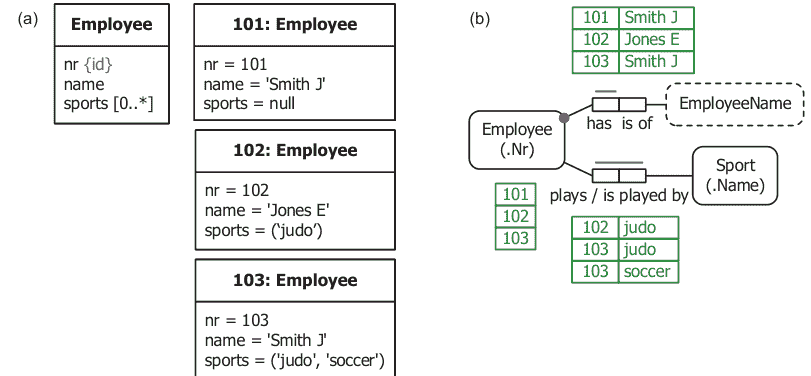 (a)
Employee
nr {id}
name
sports [0..*]
101: Employee
nr = 101
name = 'Smith J'
sports = null
102: Employee
nr = 102
name = 'Jones E'
sports = (‘judo’)
103: Employee
nr = 103
name = 'Smith J'
sports = ('judo', 'soccer')
(b)
101 Smith J
102 Jones E
103 Smith J
Employee
(.Nr)
has is of
EmployeeName
plays / is played by
Sport
(.Name)
101
102
103
102 judo
103 judo
103 soccer